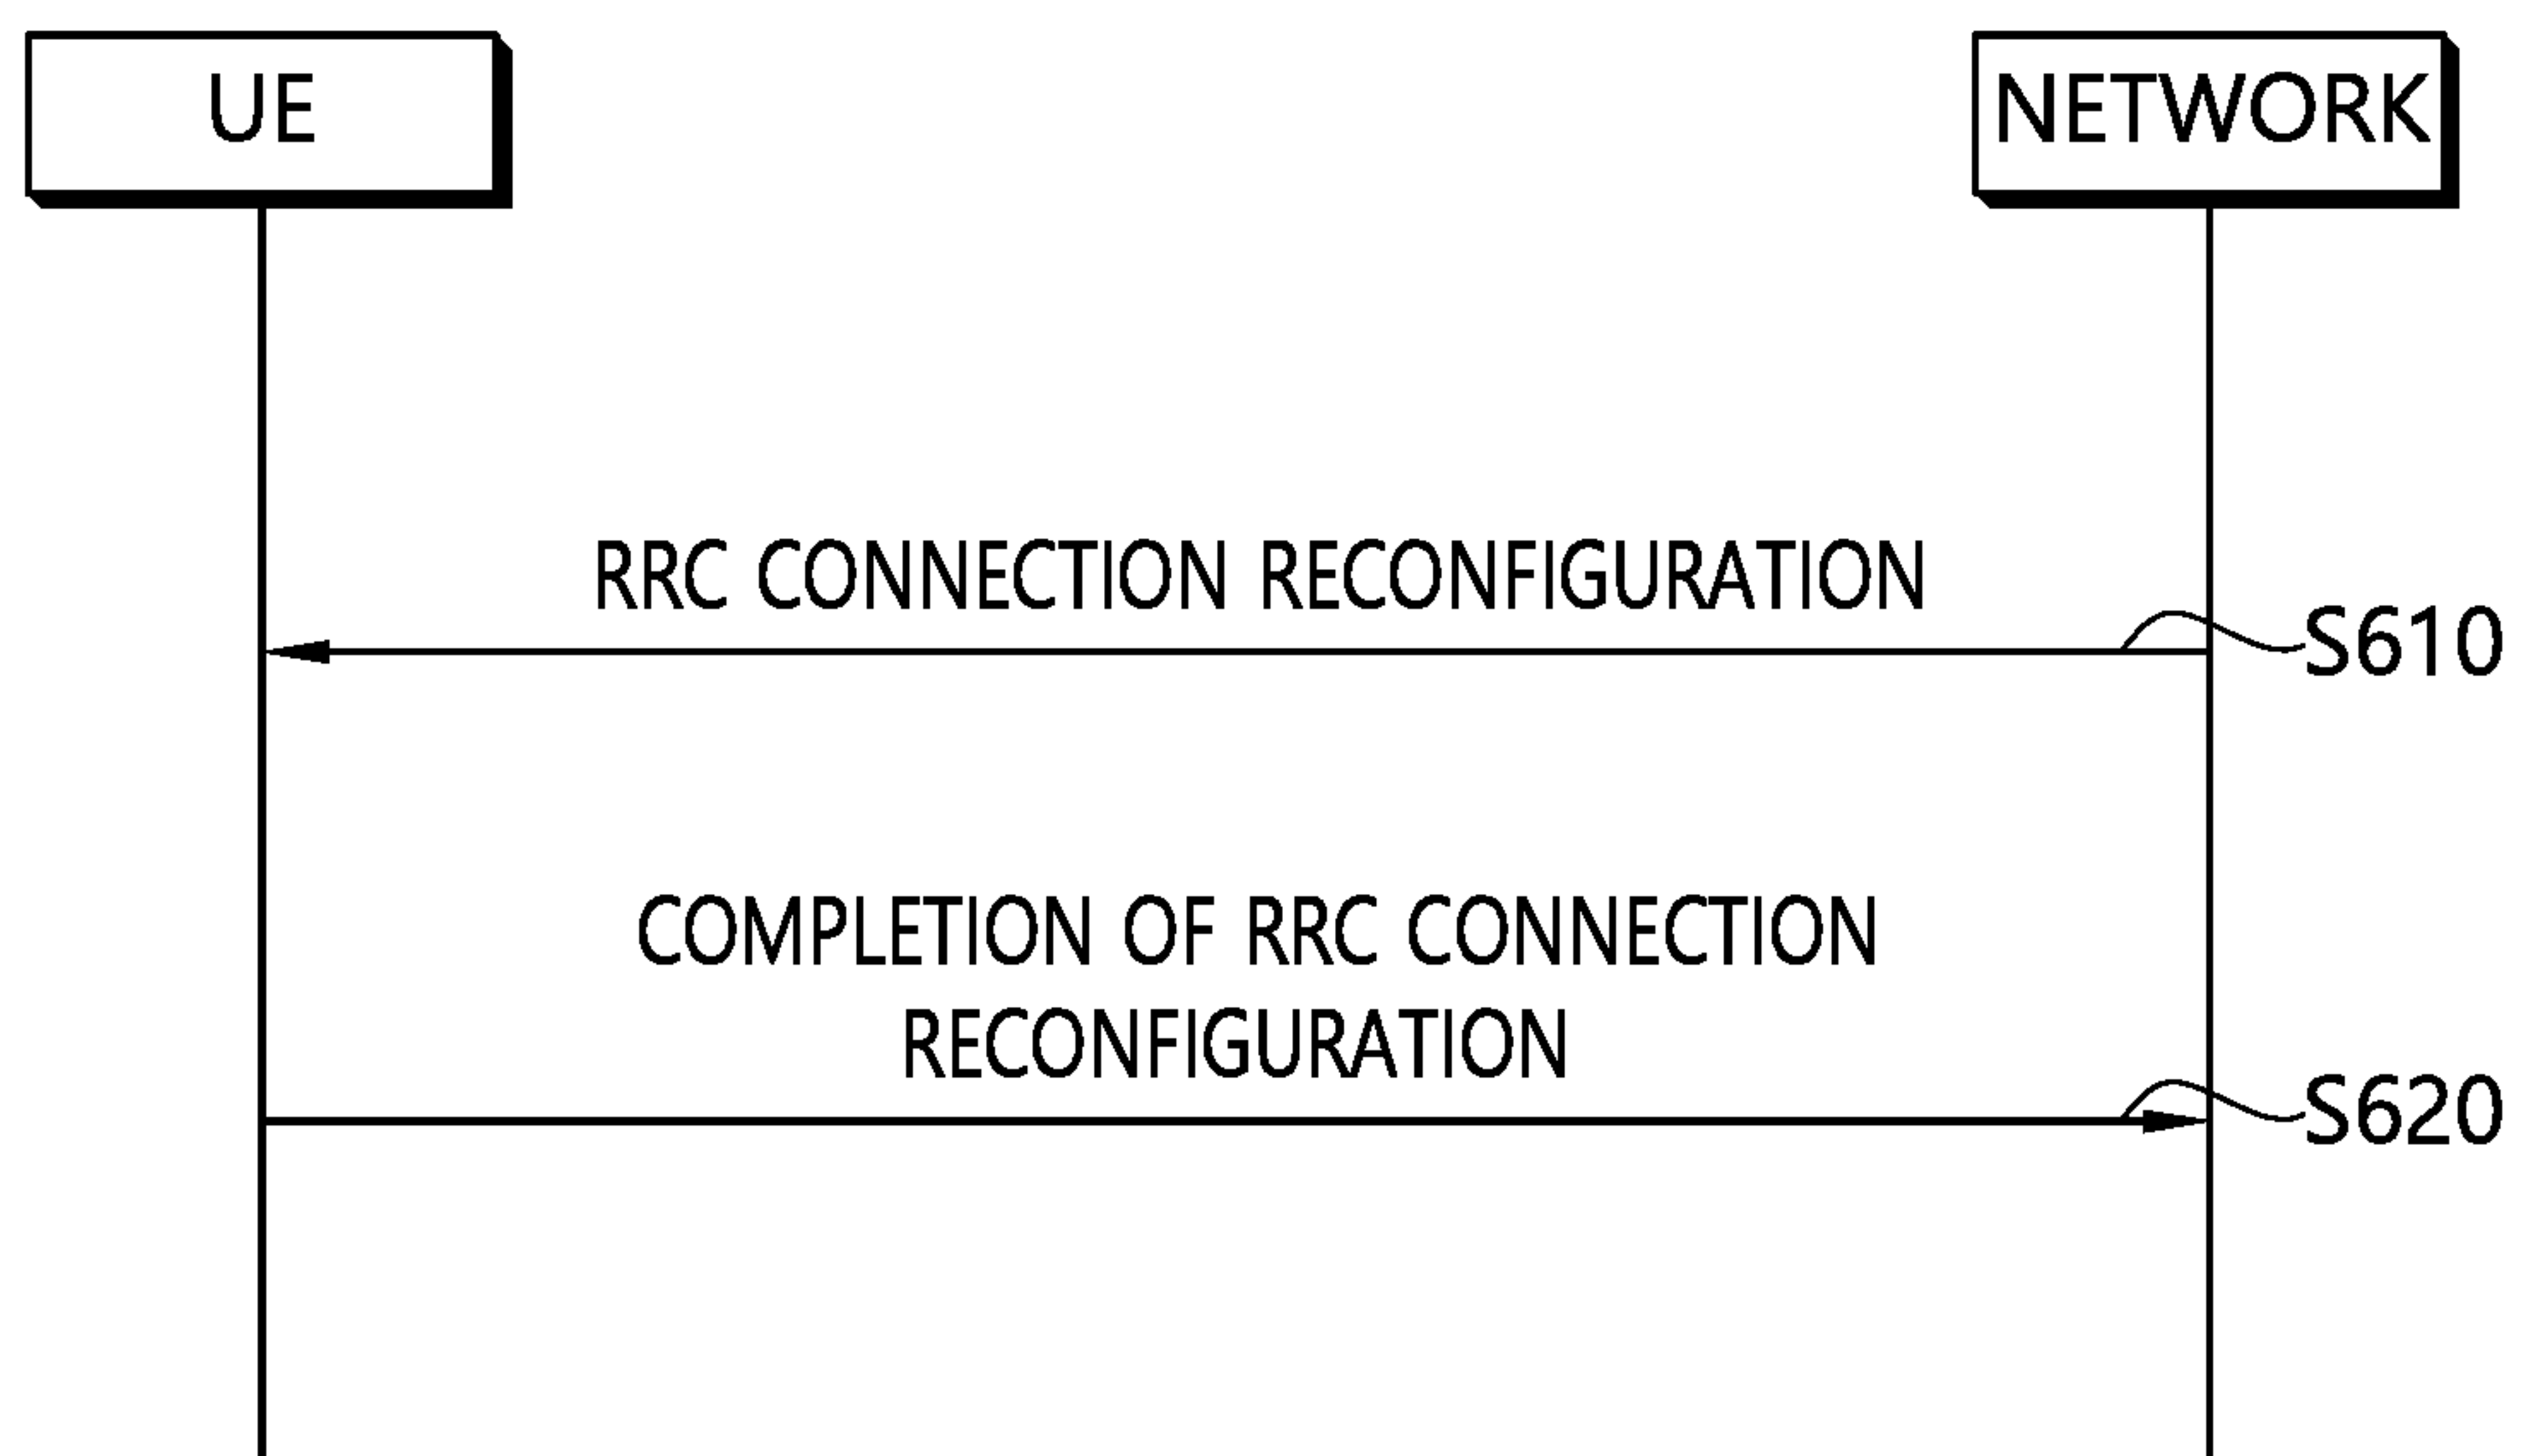 UE
NETWORK
RRC CONNECTION RECONFIGURATION
S610
COMPLETION OF RRC CONNECTION
RECONFIGURATION
S620